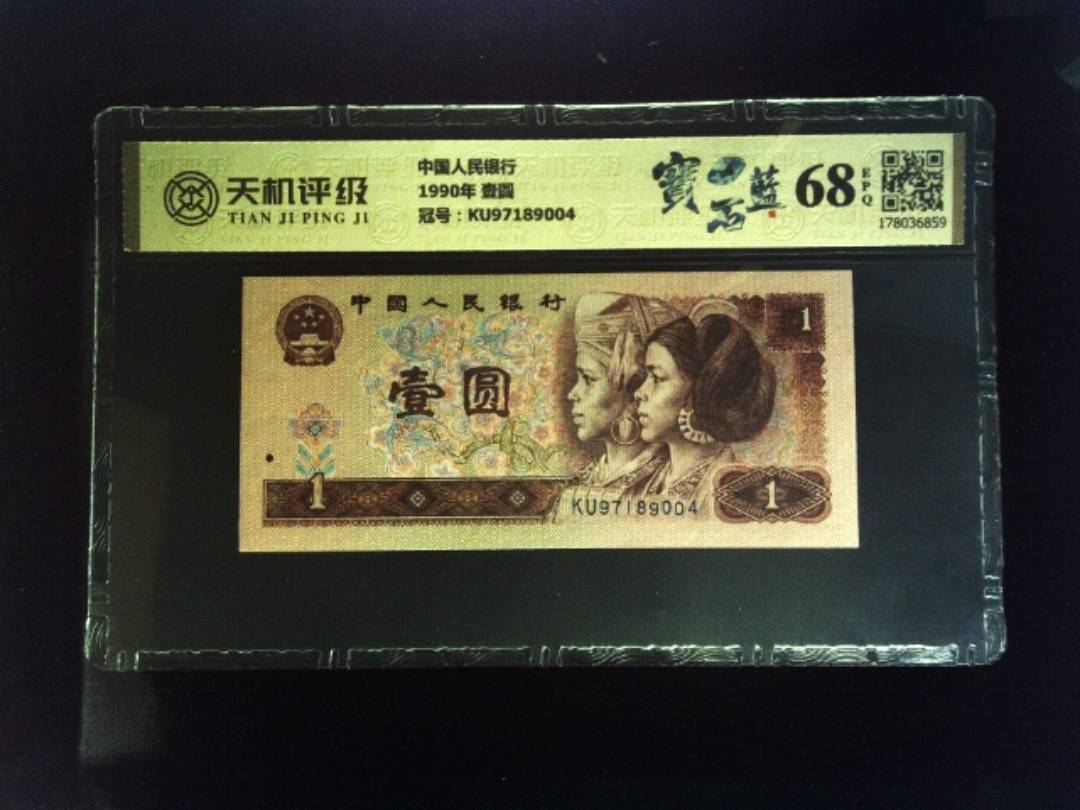 天机评级
TIAN JI PING JI
中国人民银行
1990年 壹圆
冠号：KU97189004
寶石藍
68
EPQ
178036859
中國人民銀行
1
壹圆
1
KU97189004
1